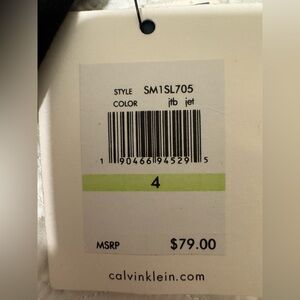 STYLE SM1SL705
COLOR jtb jet
1 90466 94529 5
4
MSRP $79.00
calvinklein.com